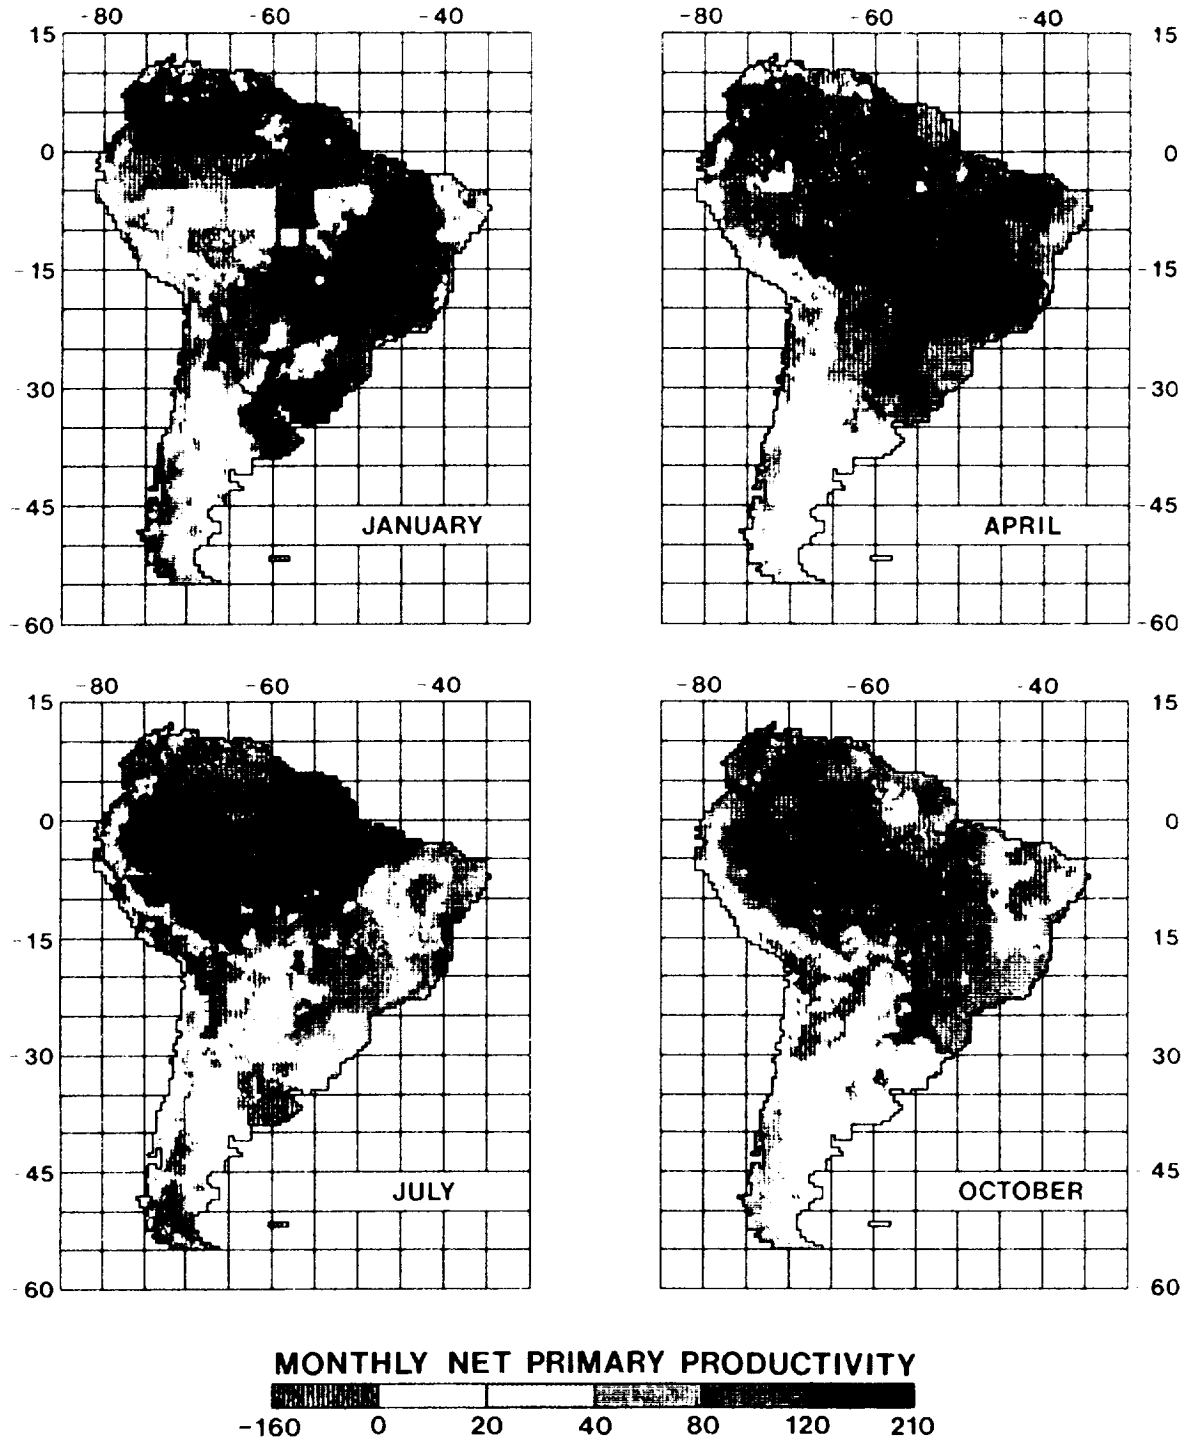 -80 -60 -40 -80 -60 -40
15 15
0 0
-15 -15
-30 -30
-45 JANUARY APRIL -45
-60 -60
-80 -60 -40 -80 -60 -40
15 15
0 0
-15 15
-30 30
-45 45
JULY OCTOBER
-60 60
MONTHLY NET PRIMARY PRODUCTIVITY
-160 0 20 40 80 120 210